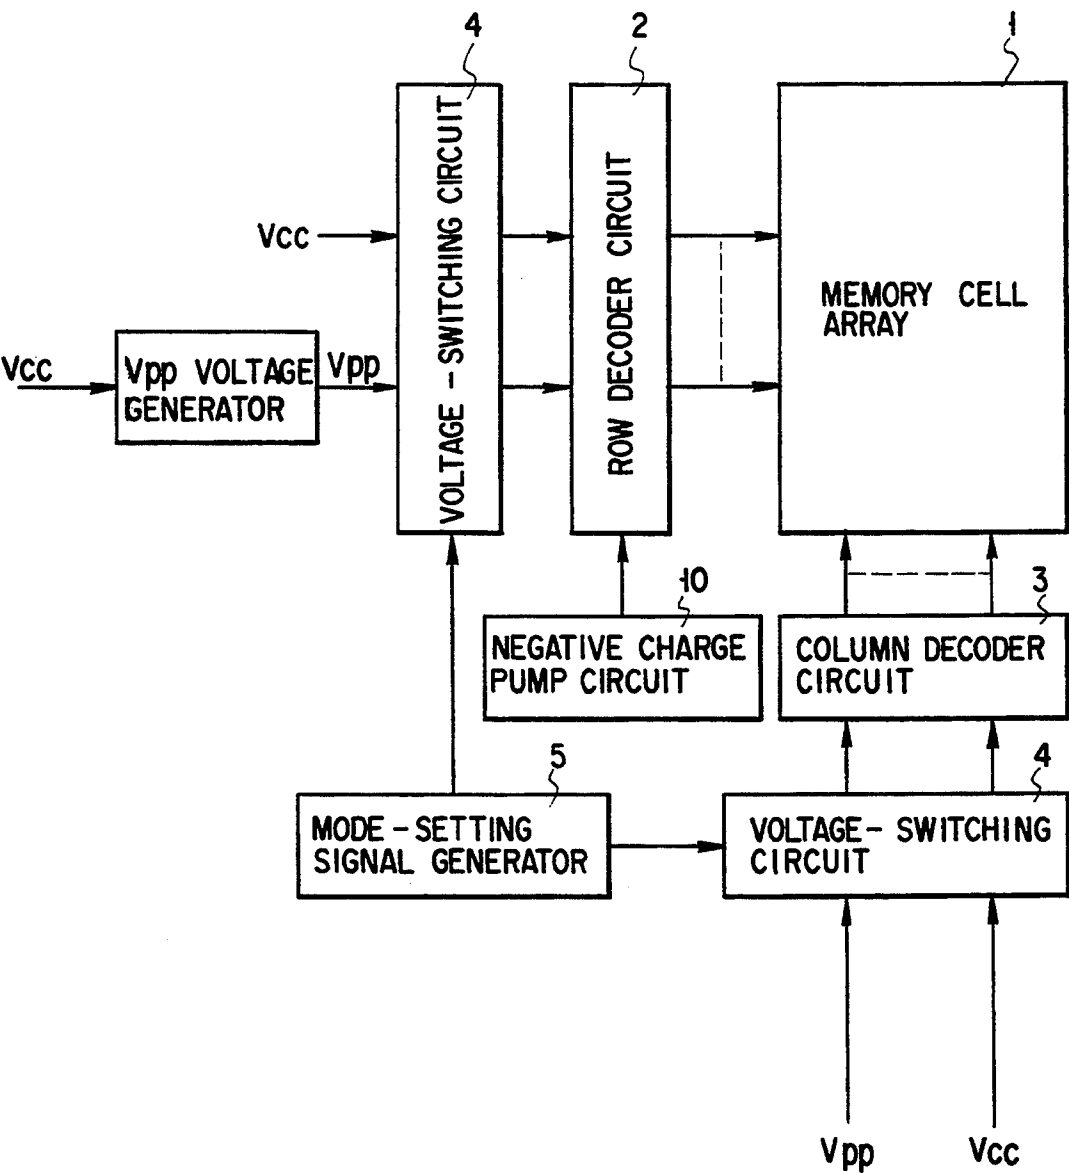 4
2
1
VOLTAGE - SWITCHING CIRCUIT
ROW DECODER CIRCUIT
Vcc
MEMORY CELL
ARRAY
Vcc
Vpp VOLTAGE
GENERATOR
Vpp
10
3
NEGATIVE CHARGE
PUMP CIRCUIT
COLUMN DECODER
CIRCUIT
5
4
MODE - SETTING
SIGNAL GENERATOR
VOLTAGE - SWITCHING
CIRCUIT
Vpp
Vcc